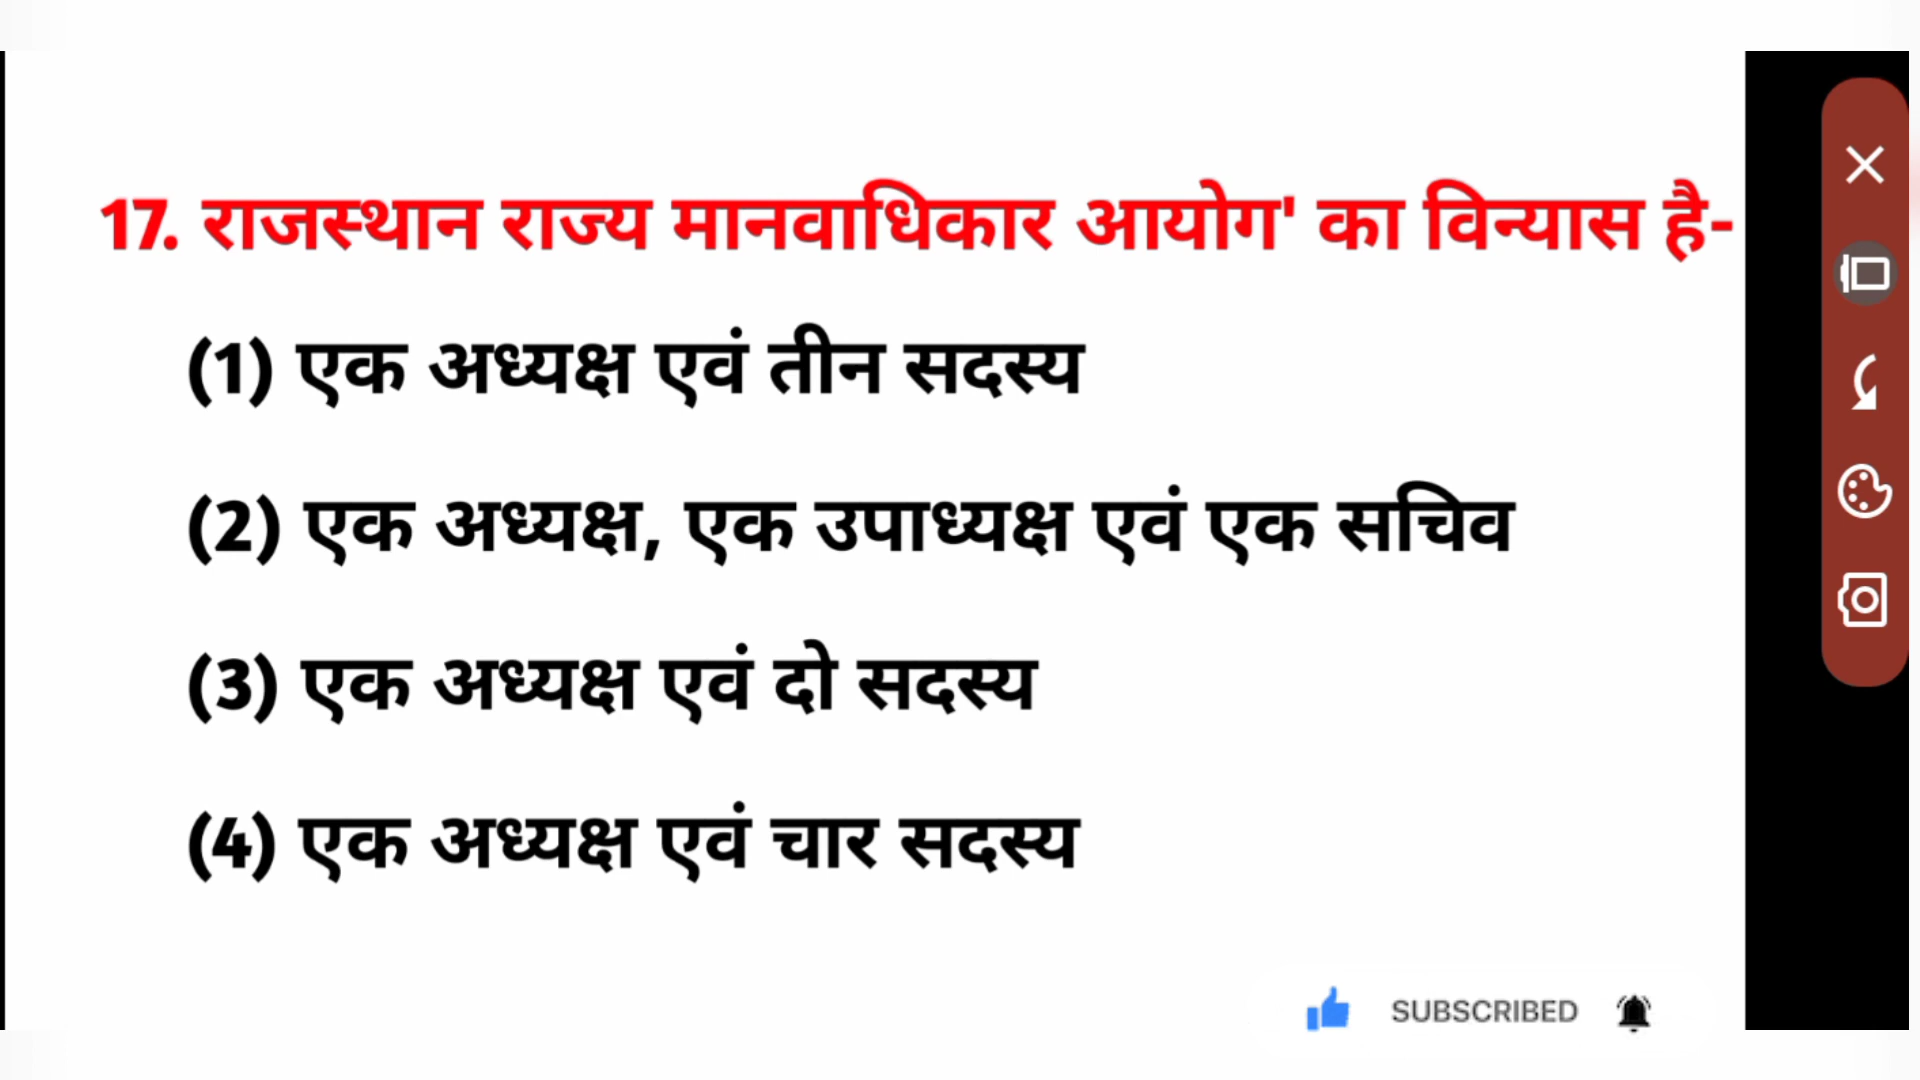 17. राजस्थान राज्य मानवाधिकार आयोग' का विन्यास है-
(1) एक अध्यक्ष एवं तीन सदस्य
(2) एक अध्यक्ष, एक उपाध्यक्ष एवं एक सचिव
(3) एक अध्यक्ष एवं दो सदस्य
(4) एक अध्यक्ष एवं चार सदस्य
SUBSCRIBED